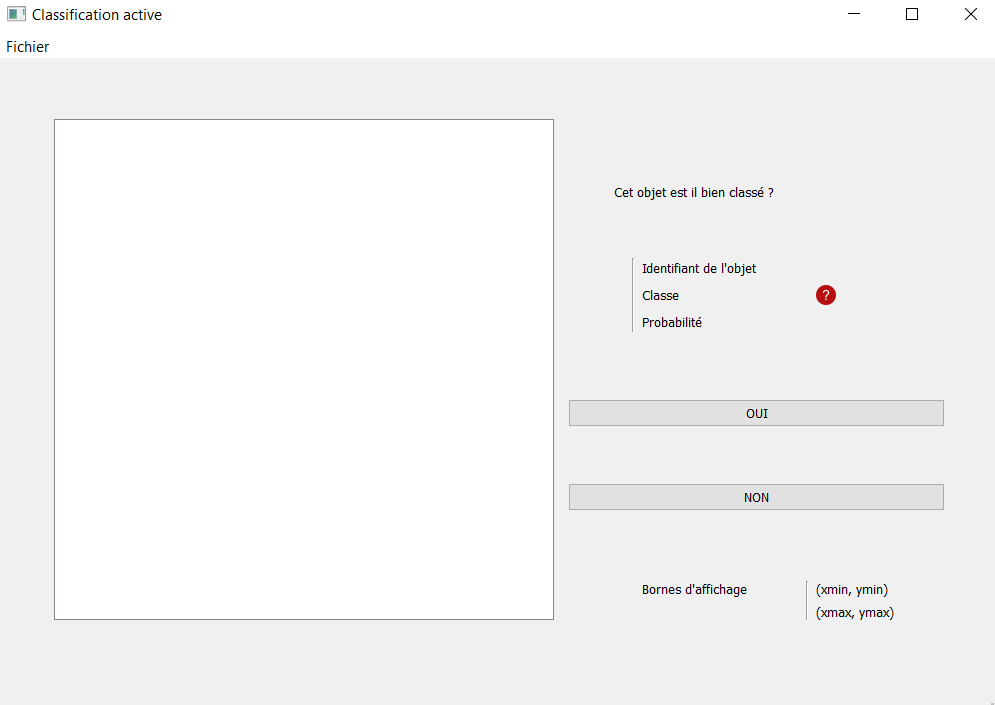 Classification active
Fichier
Cet objet est il bien classé ?
Identifiant de l'objet
Classe
?
Probabilité
OUI
NON
Bornes d'affichage
(xmin, ymin)
(xmax, ymax)